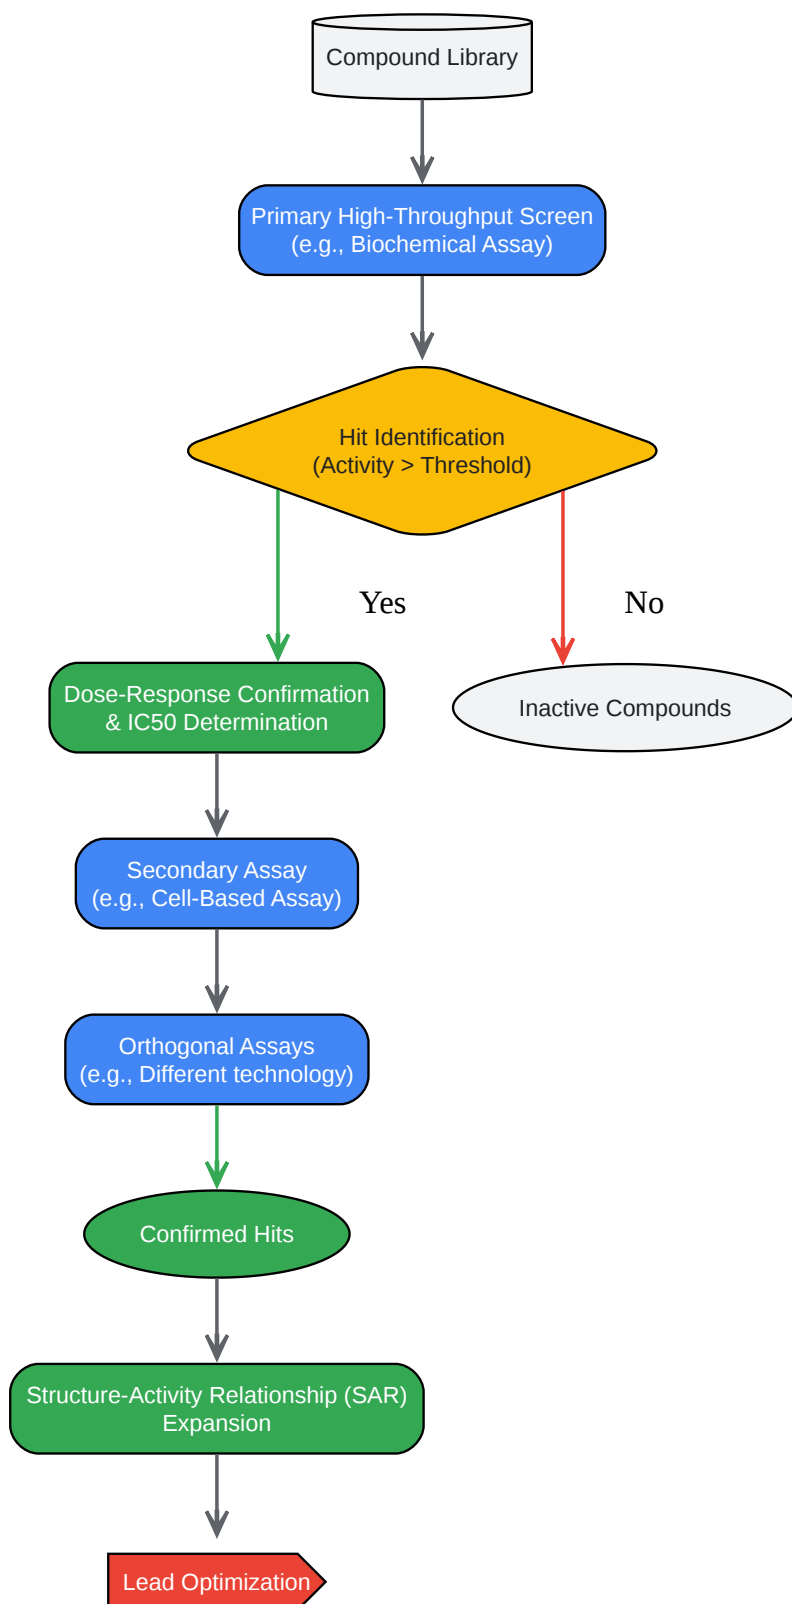 Compound Library
Primary High-Throughput Screen
(e.g., Biochemical Assay)
Hit Identification
(Activity > Threshold)
Yes
No
Dose-Response Confirmation
& IC50 Determination
Inactive Compounds
Secondary Assay
(e.g., Cell-Based Assay)
Orthogonal Assays
(e.g., Different technology)
Confirmed Hits
Structure-Activity Relationship (SAR)
Expansion
Lead Optimization